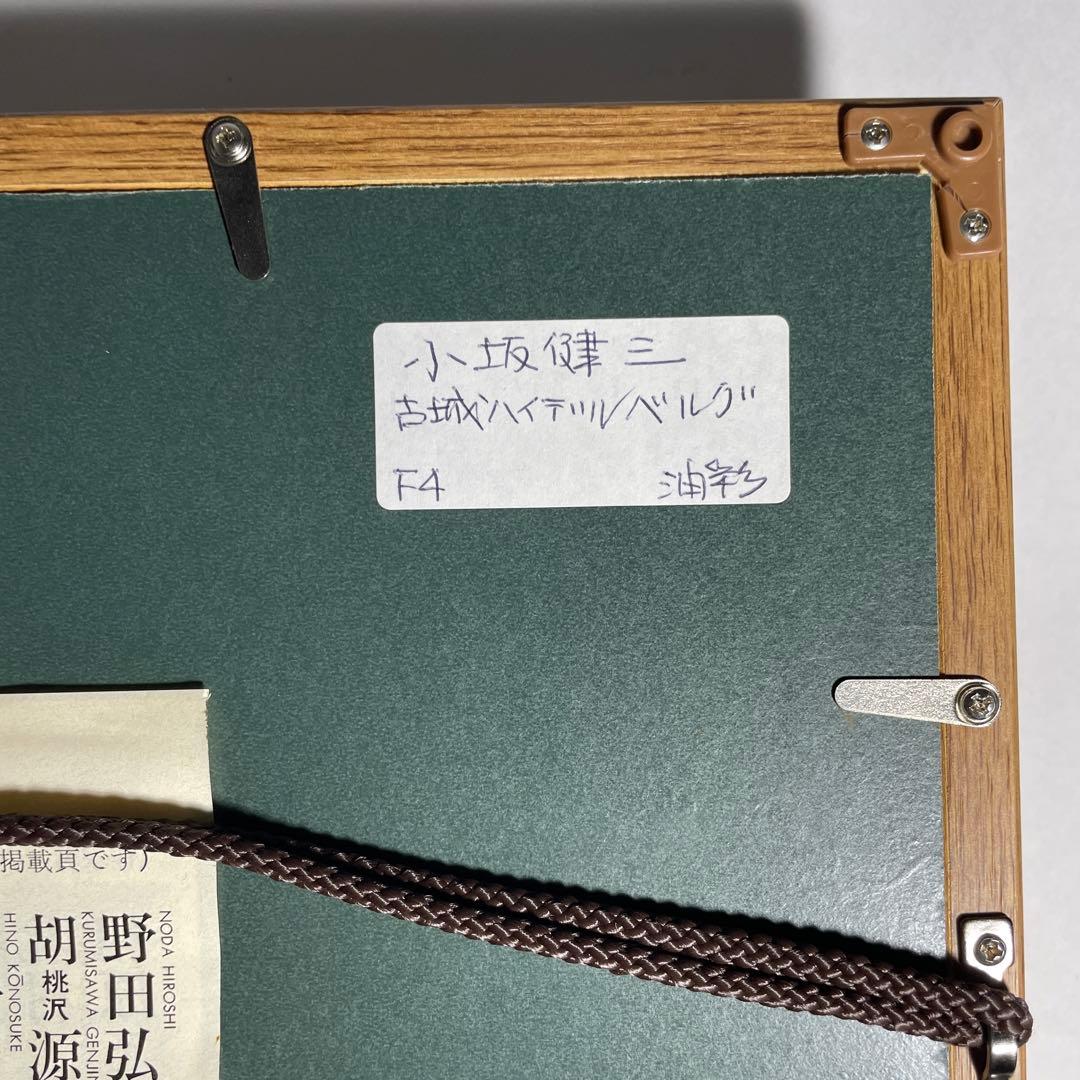 小坂健三
古城ハイデルベルグ
F4 油彩
掲載頁です)
NODA HIROSHI
野田弘
KURUMISAWA GENJIN
胡桃沢 源
HINO KŌNOSUKE